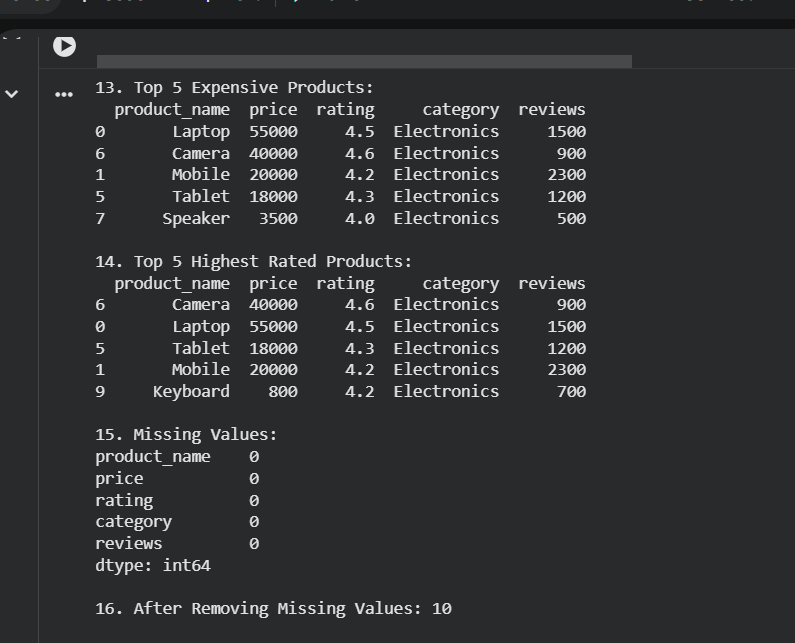 13. Top 5 Expensive Products:
  product_name  price  rating     category  reviews
0       Laptop  55000     4.5  Electronics     1500
6       Camera  40000     4.6  Electronics      900
1       Mobile  20000     4.2  Electronics     2300
5       Tablet  18000     4.3  Electronics     1200
7      Speaker   3500     4.0  Electronics      500

14. Top 5 Highest Rated Products:
  product_name  price  rating     category  reviews
6       Camera  40000     4.6  Electronics      900
0       Laptop  55000     4.5  Electronics     1500
5       Tablet  18000     4.3  Electronics     1200
1       Mobile  20000     4.2  Electronics     2300
9     Keyboard    800     4.2  Electronics      700

15. Missing Values:
product_name    0
price           0
rating          0
category        0
reviews         0
dtype: int64

16. After Removing Missing Values: 10